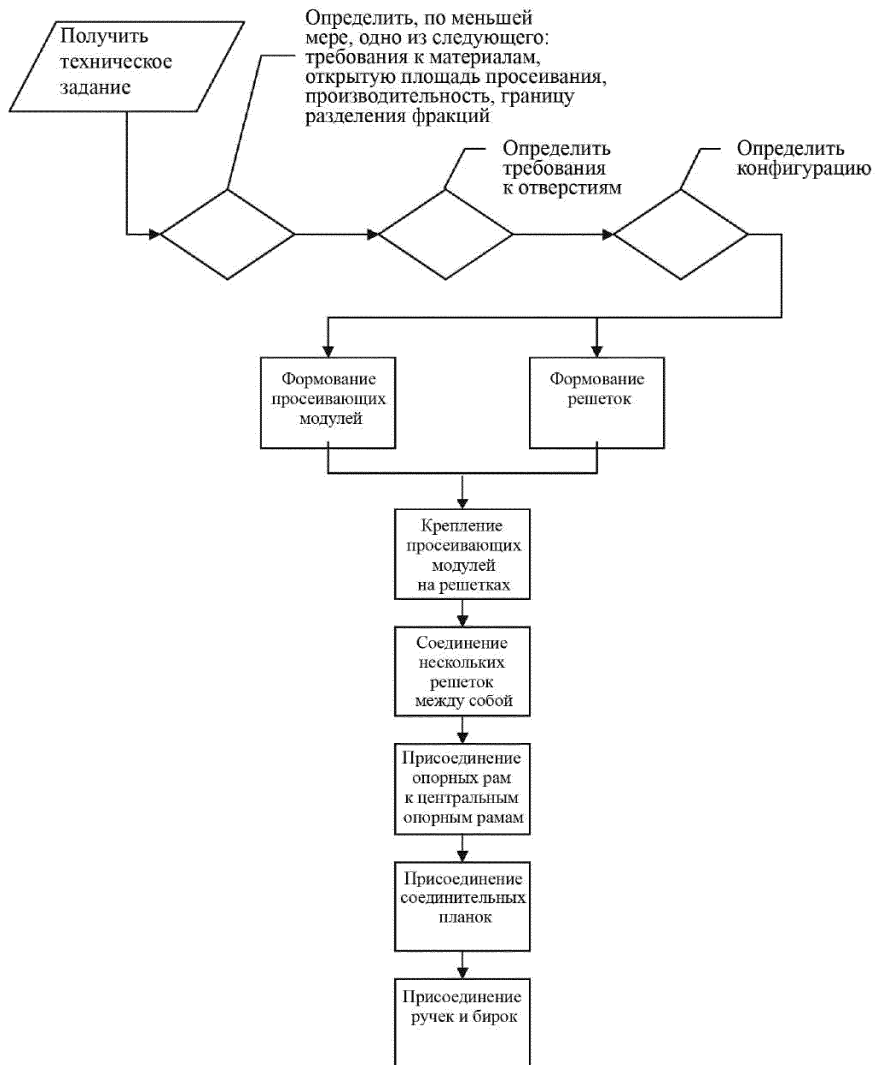 Получить
техническое
задание
Определить, по меньшей
мере, одно из следующего:
требования к материалам,
открытую площадь просеивания,
производительность, границу
разделения фракций
Определить
требования
к отверстиям
Определить
конфигурацию
Формование
просеивающих
модулей
Формование
решеток
Крепление
просеивающих
модулей
на решетках
Соединение
нескольких
решеток
между собой
Присоединение
опорных рам
к центральным
опорным рамам
Присоединение
соединительных
планок
Присоединение
ручек и бирок